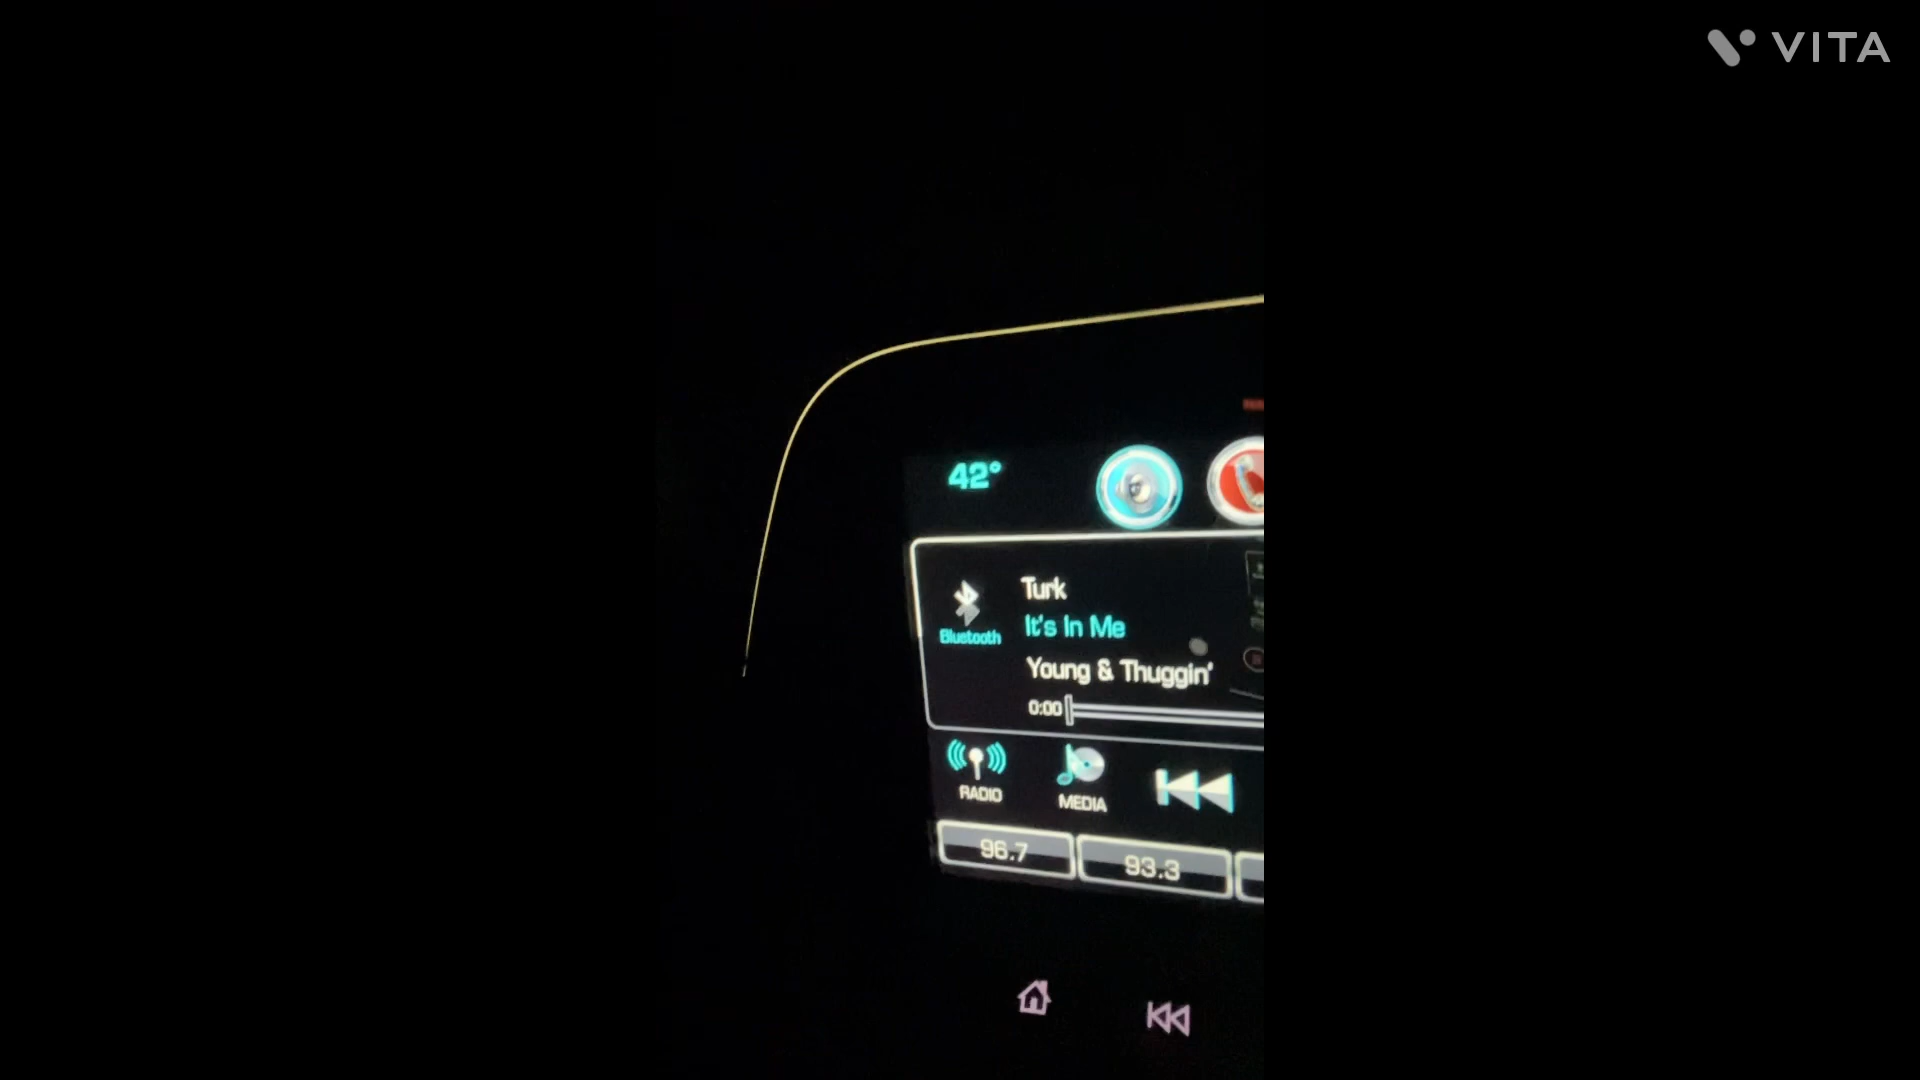 VITA
42°
Turk
It's In Me
Bluetooth
Young & Thuggin'
0:00
RADIO
MEDIA
96.7
93.3